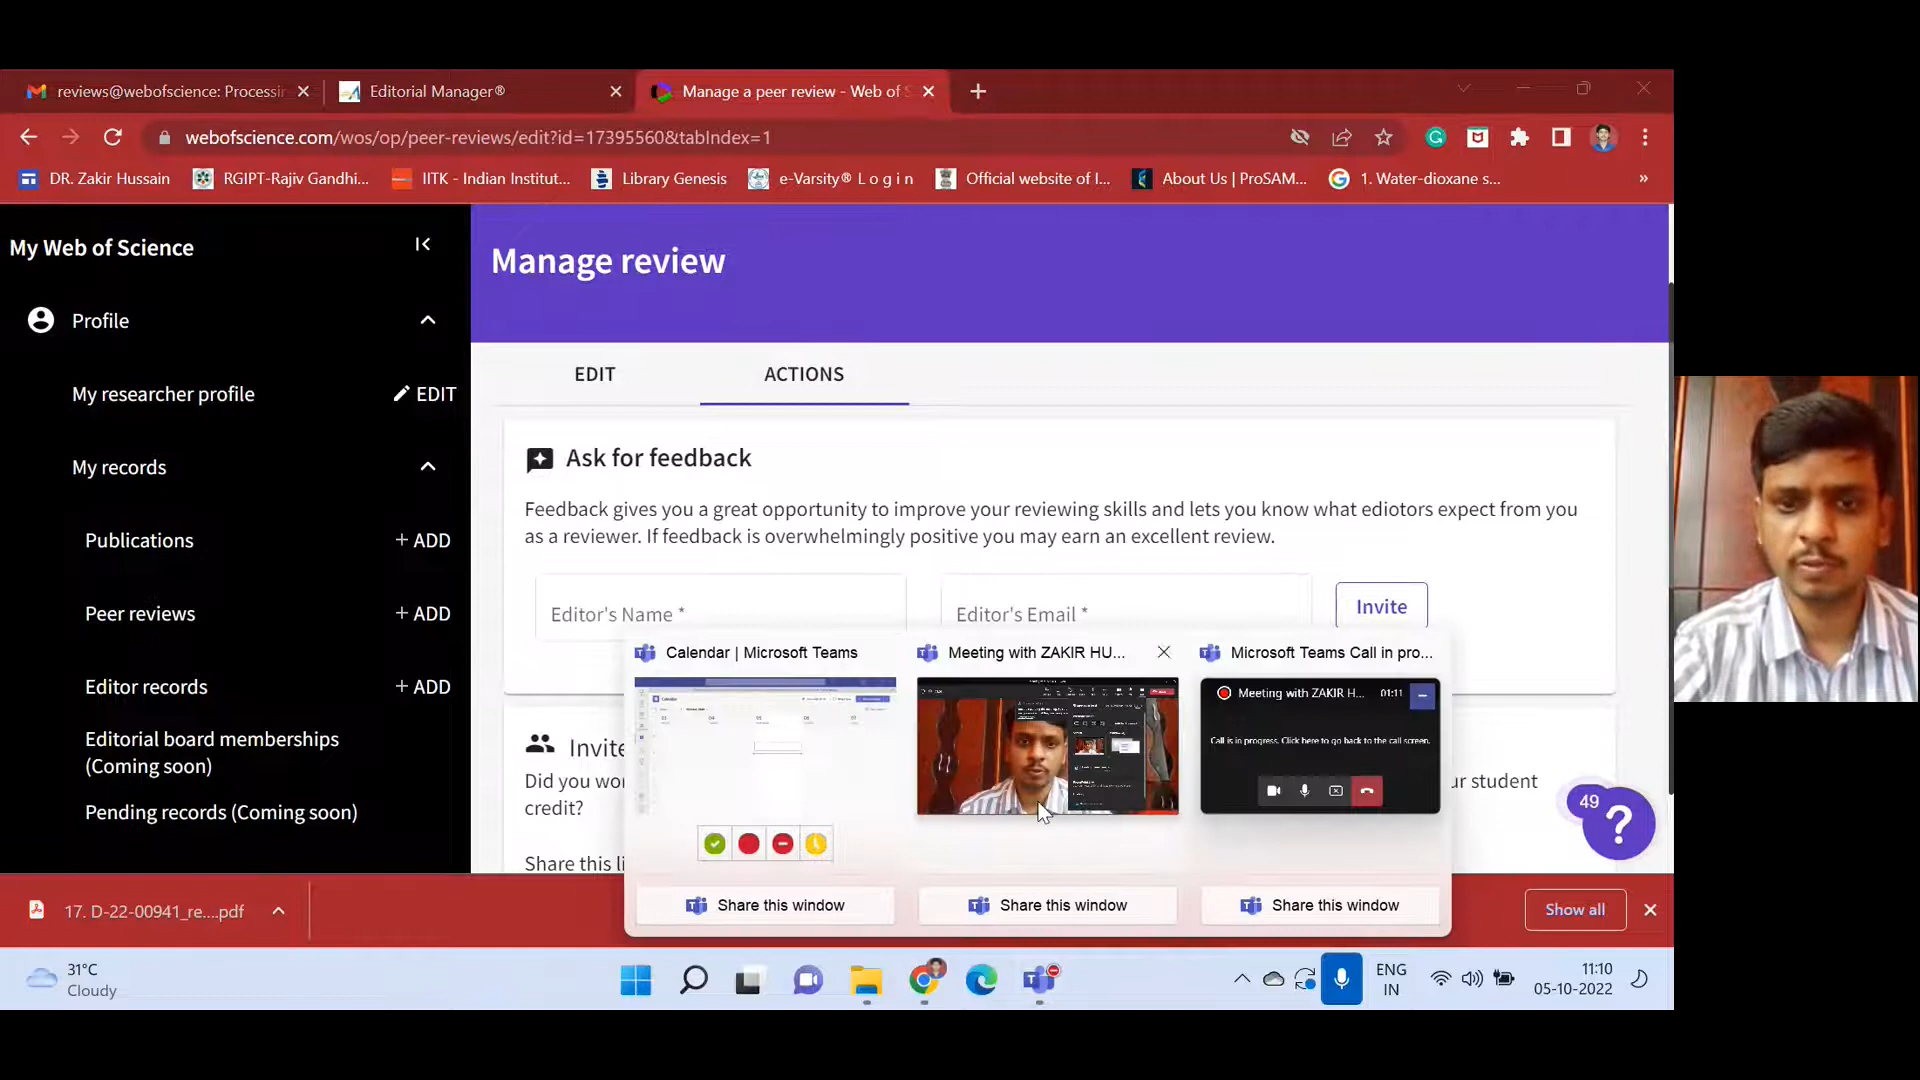 reviews@webofscience: Processin
Editorial Manager®
Manage a peer review - Web of S
webofscience.com/wos/op/peer-reviews/edit?id=17395560&tabIndex=1
DR. Zakir Hussain
RGIPT-Rajiv Gandhi...
IITK - Indian Institut...
Library Genesis
e-Varsity® L o g i n
Official website of I...
About Us | ProSAM...
1. Water-dioxane s...
»
My Web of Science
Profile
My researcher profile
EDIT
My records
Publications
+ ADD
Peer reviews
+ ADD
Editor records
+ ADD
Editorial board memberships
(Coming soon)
Pending records (Coming soon)
Manage review
EDIT
ACTIONS
Ask for feedback
Feedback gives you a great opportunity to improve your reviewing skills and lets you know what ediotors expect from you
as a reviewer. If feedback is overwhelmingly positive you may earn an excellent review.
Editor's Name *
Editor's Email *
Invite
Invite
Did you wo
ur student
credit?
Share this li
49
?
Calendar | Microsoft Teams
Meeting with ZAKIR HU...
Microsoft Teams Call in pro...
Calendar
Meeting with ZAKIR H...
01:11
Call is in progress. Click here to go back to the call screen.
Share this window
Share this window
Share this window
17. D-22-00941_re....pdf
Show all
31°C
Cloudy
ENG
IN
11:10
05-10-2022